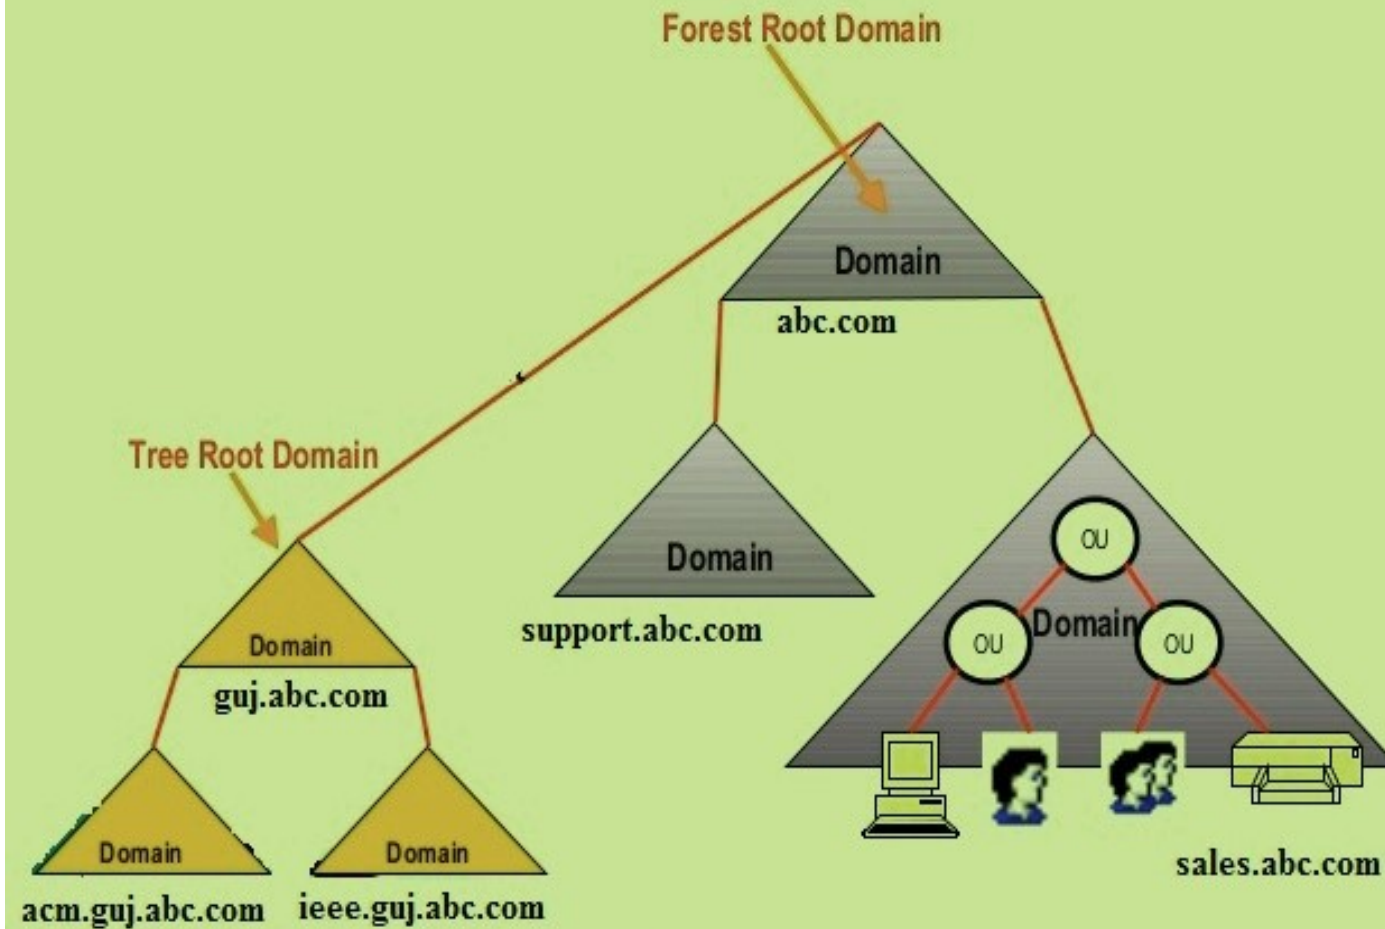 Forest Root Domain
Domain
abc.com
Tree Root Domain
Domain
guj.abc.com
Domain
support.abc.com
OU
OU
Domain
OU
Domain
acm.guj.abc.com
Domain
ieee.guj.abc.com
sales.abc.com